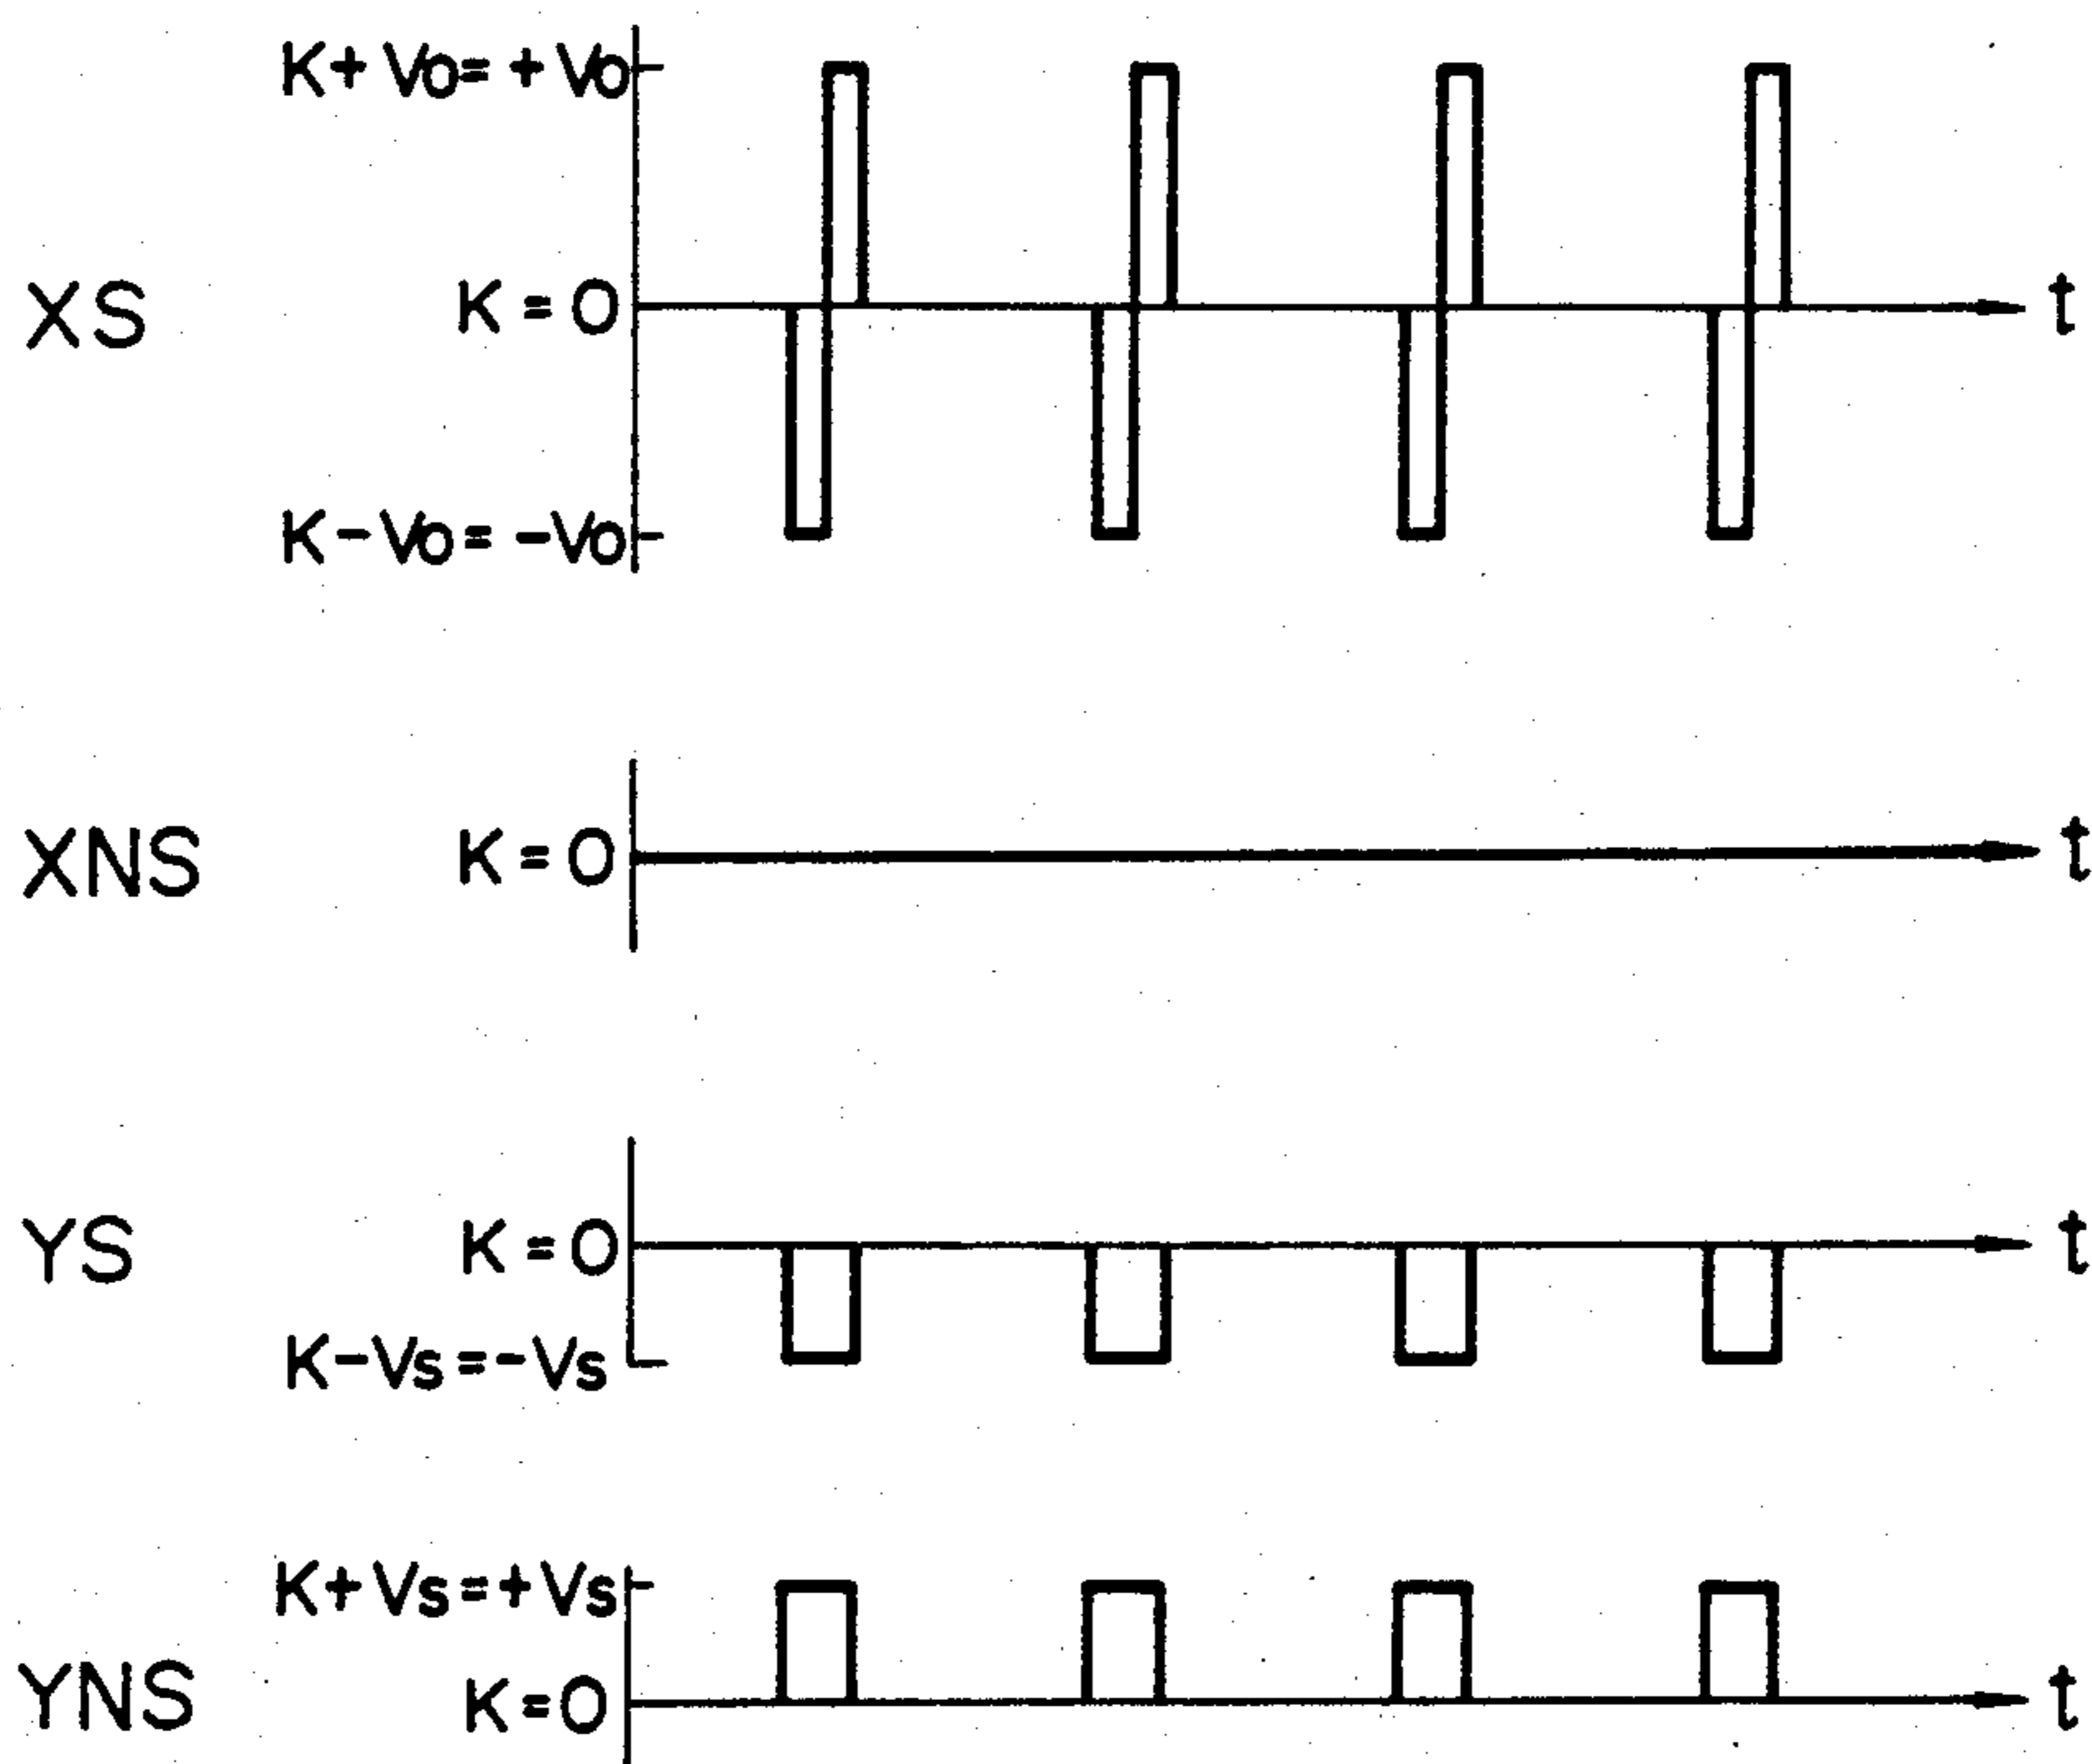 K+Vo=+Vo
XS K=O t
K-Vo=-Vo
XNS K=O t
YS K=O t
K-Vs=-Vs
K+Vs=+Vs
YNS K=O t